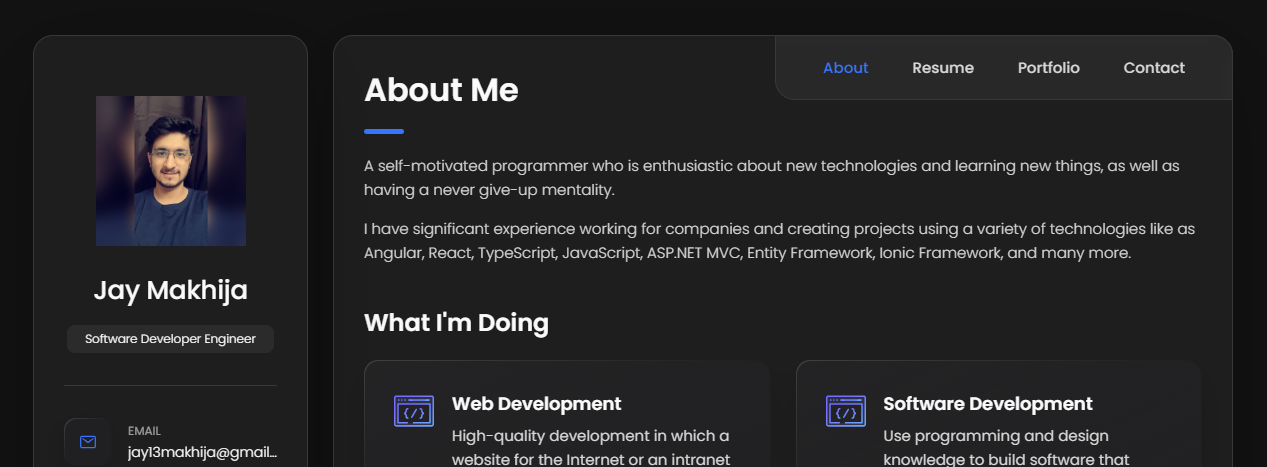 Jay Makhija
Software Developer Engineer
EMAIL
jay13makhija@gmail...
About
Resume
Portfolio
Contact
About Me
A self-motivated programmer who is enthusiastic about new technologies and learning new things, as well as
having a never give-up mentality.
I have significant experience working for companies and creating projects using a variety of technologies like as
Angular, React, TypeScript, JavaScript, ASP.NET MVC, Entity Framework, Ionic Framework, and many more.
What I'm Doing
Web Development
High-quality development in which a
website for the Internet or an intranet
Software Development
Use programming and design
knowledge to build software that